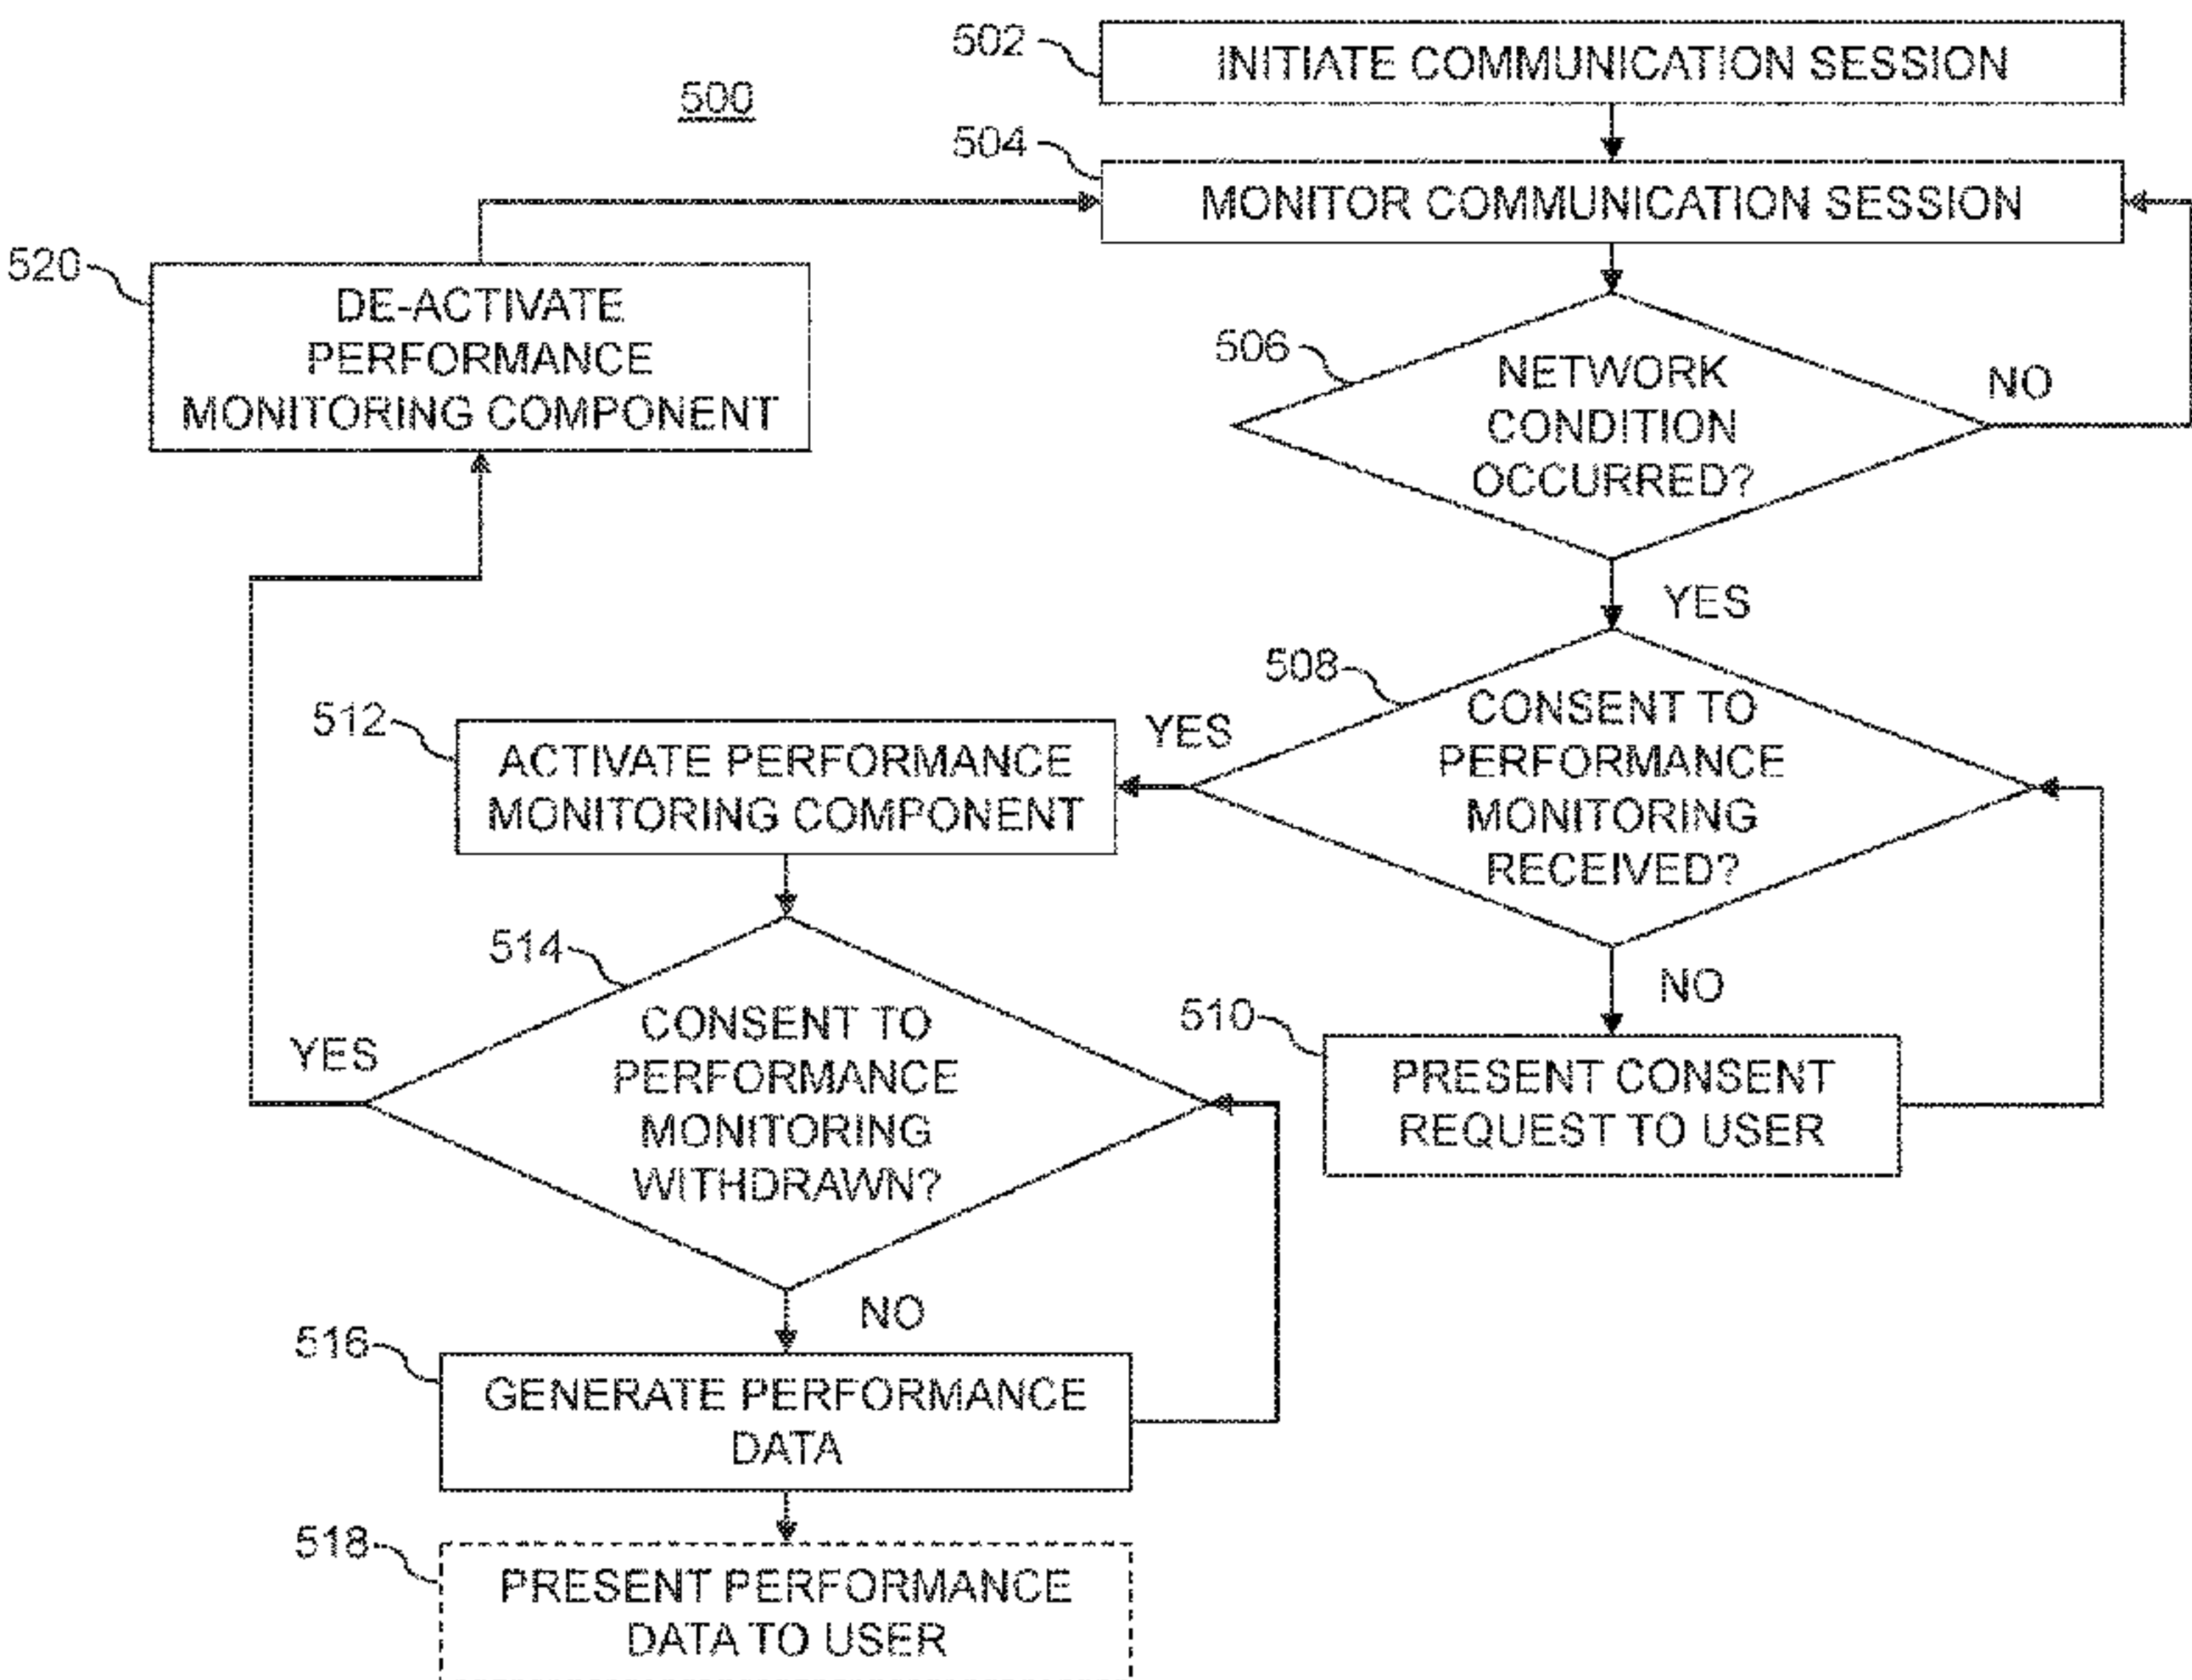 500
502
INITIATE COMMUNICATION SESSION
504
MONITOR COMMUNICATION SESSION
506
NETWORK
CONDITION
OCCURRED?
NO
YES
508
CONSENT TO
PERFORMANCE
MONITORING
RECEIVED?
YES
NO
510
PRESENT CONSENT
REQUEST TO USER
512
ACTIVATE PERFORMANCE
MONITORING COMPONENT
514
CONSENT TO
PERFORMANCE
MONITORING
WITHDRAWN?
YES
NO
516
GENERATE PERFORMANCE
DATA
518
PRESENT PERFORMANCE
DATA TO USER
520
DE-ACTIVATE
PERFORMANCE
MONITORING COMPONENT